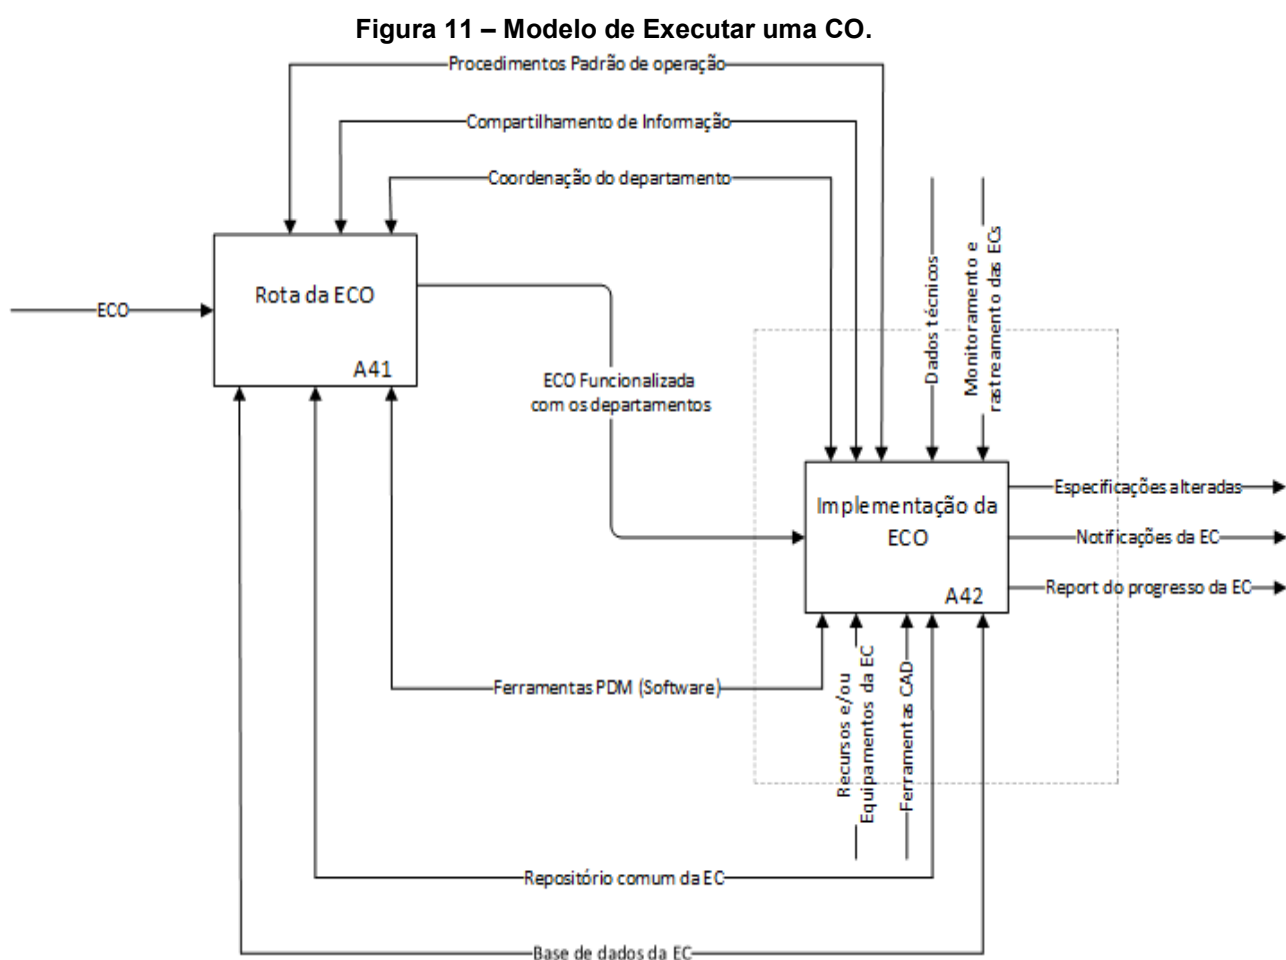 Figura 11 – Modelo de Executar uma CO.
Procedimentos Padrão de operação
Compartilhamento de Informação
Coordenação do departamento
Dados técnicos
Monitoramento e
rastreamento das ECs
ECO
Rota da ECO
A41
ECO Funcionalizada
com os departamentos
Implementação da
ECO
A42
Especificações alteradas
Notificações da EC
Report do progresso da EC
Ferramentas PDM (Software)
Recursos e/ou
Equipamentos da EC
Ferramentas CAD
Repositório comum da EC
Base de dados da EC